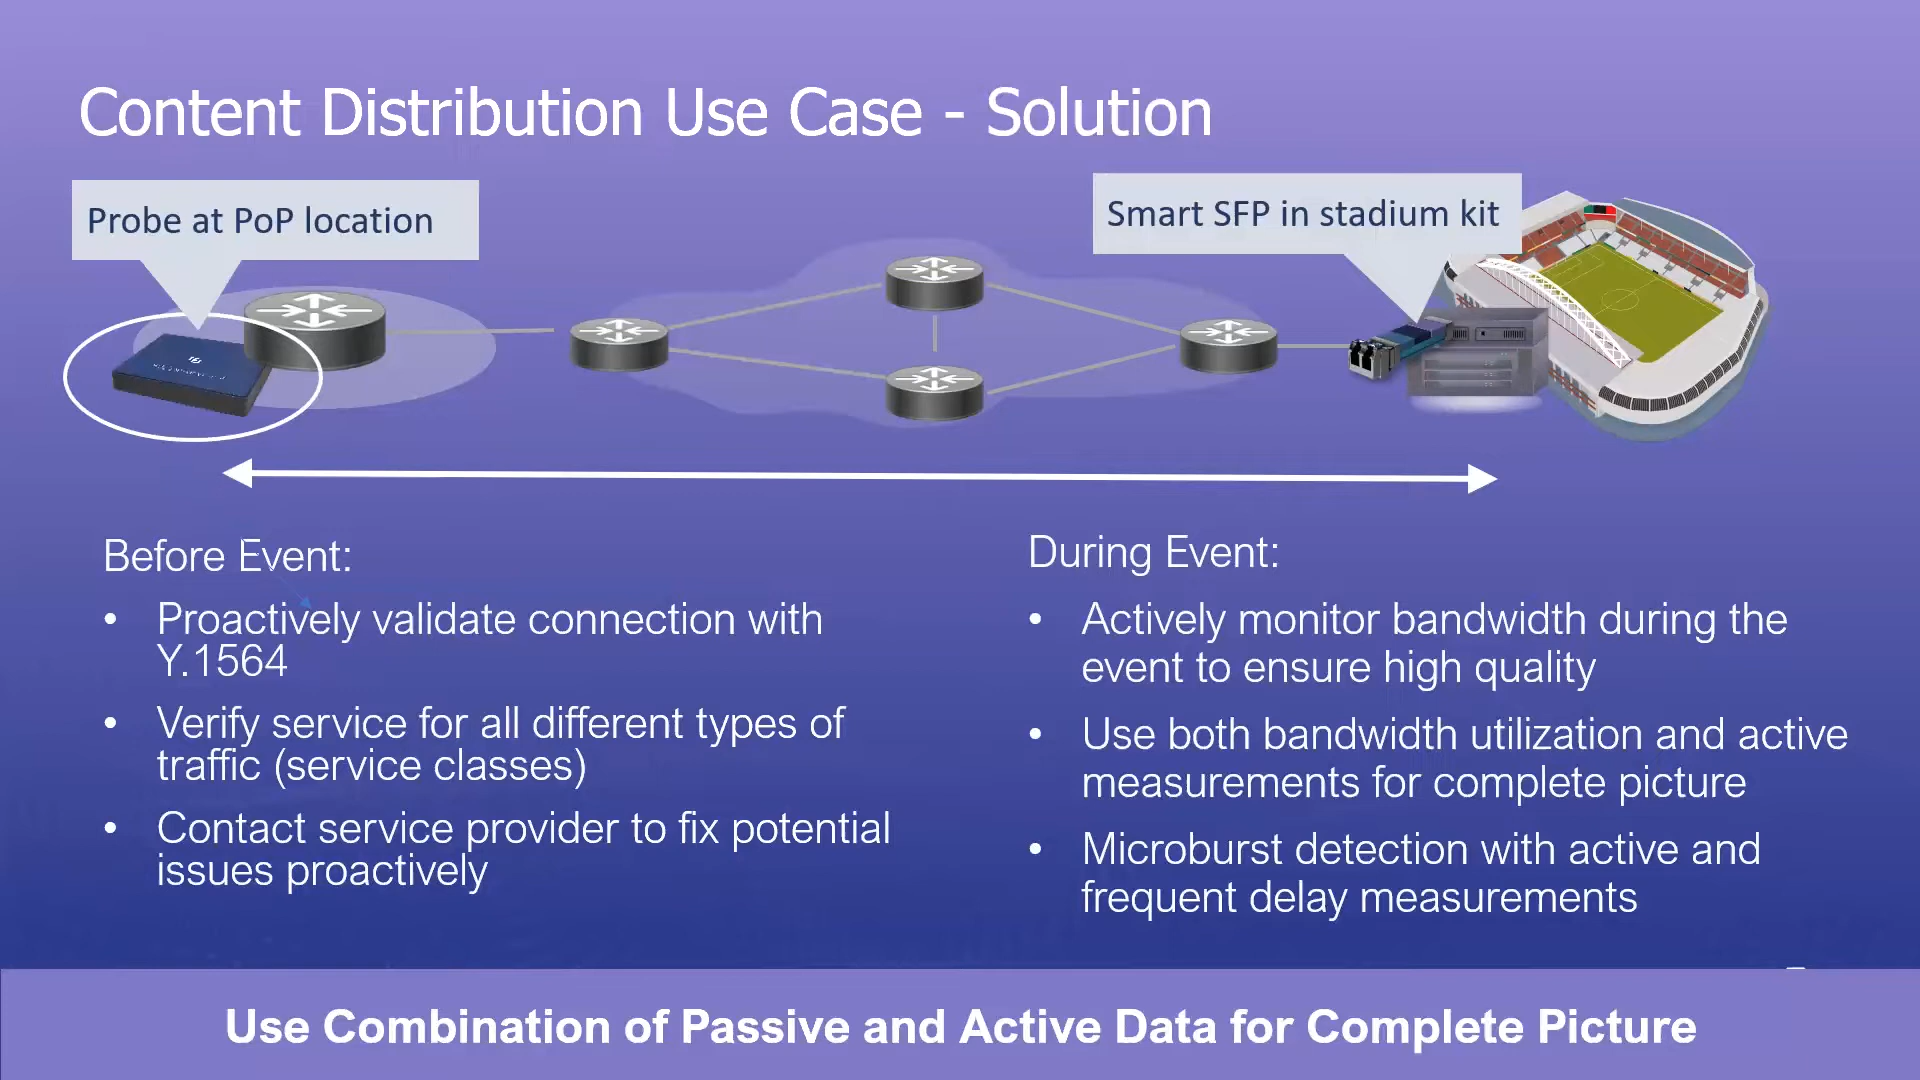 Content Distribution Use Case - Solution
Probe at PoP location
Smart SFP in stadium kit
Before Event:
• Proactively validate connection with
Y.1564
• Verify service for all different types of
traffic (service classes)
• Contact service provider to fix potential
issues proactively
During Event:
• Actively monitor bandwidth during the
event to ensure high quality
• Use both bandwidth utilization and active
measurements for complete picture
• Microburst detection with active and
frequent delay measurements
Use Combination of Passive and Active Data for Complete Picture